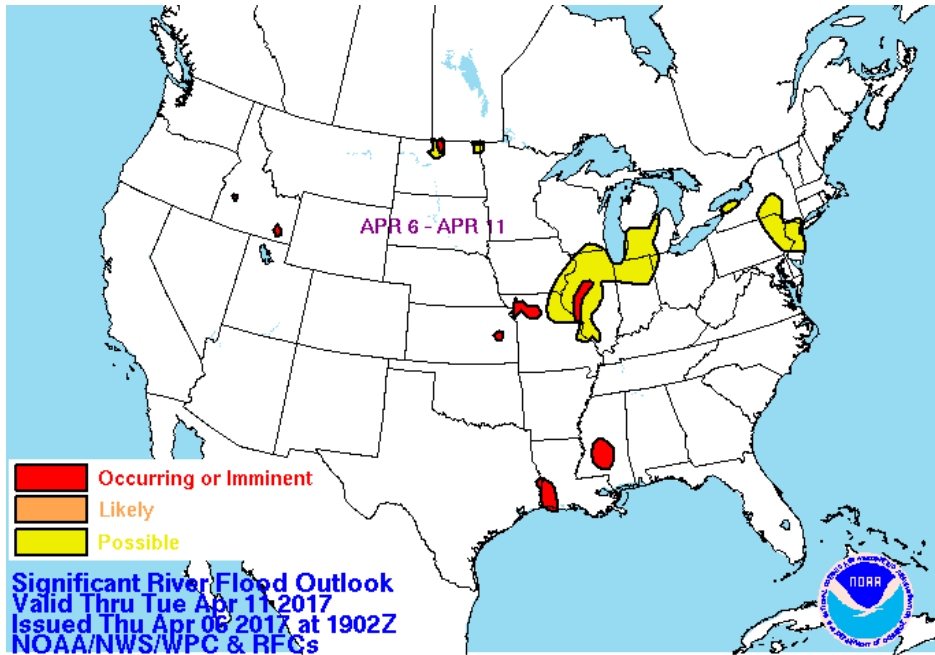 APR 6 - APR 11
Occurring or Imminent
Likely
Possible
Significant River Flood Outlook
Valid Thru Tue Apr 11 2017
Issued Thu Apr 06 2017 at 1902Z
NOAA/NWS/WPC & RFCs
NOAA